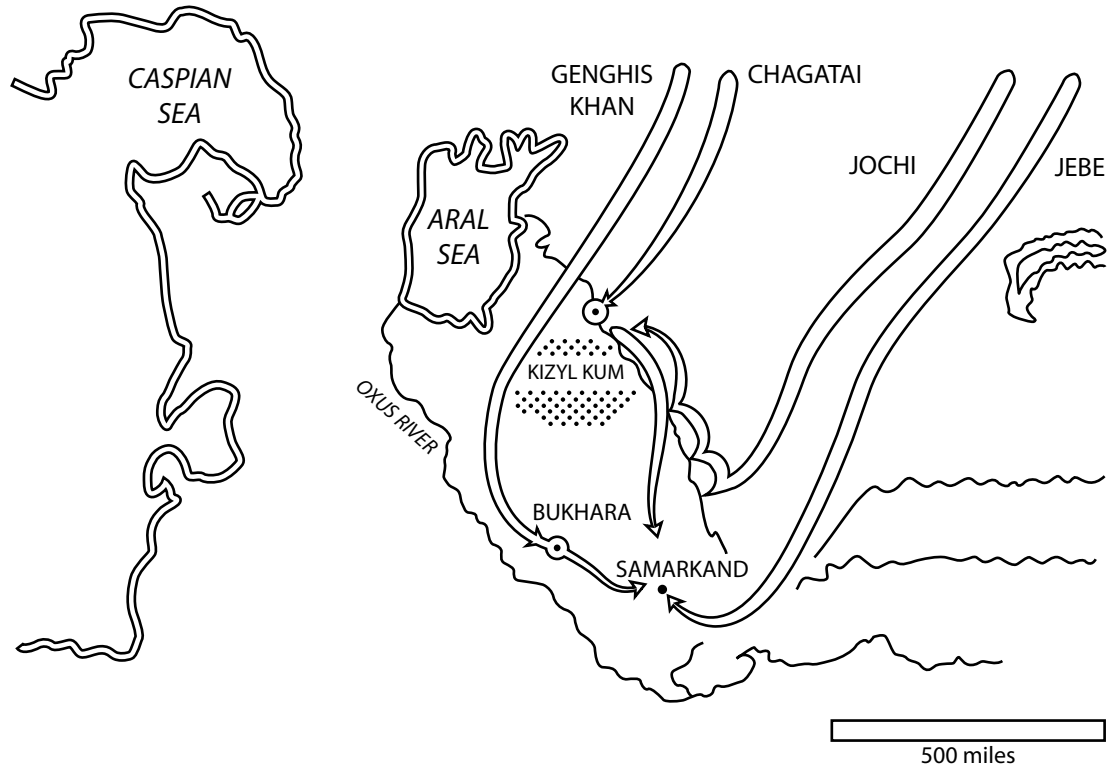 CASPIAN
SEA
GENGHIS
KHAN
CHAGATAI
JOCHI
JEBE
ARAL
SEA
KIZYL KUM
OXUS RIVER
BUKHARA
SAMARKAND
500 miles